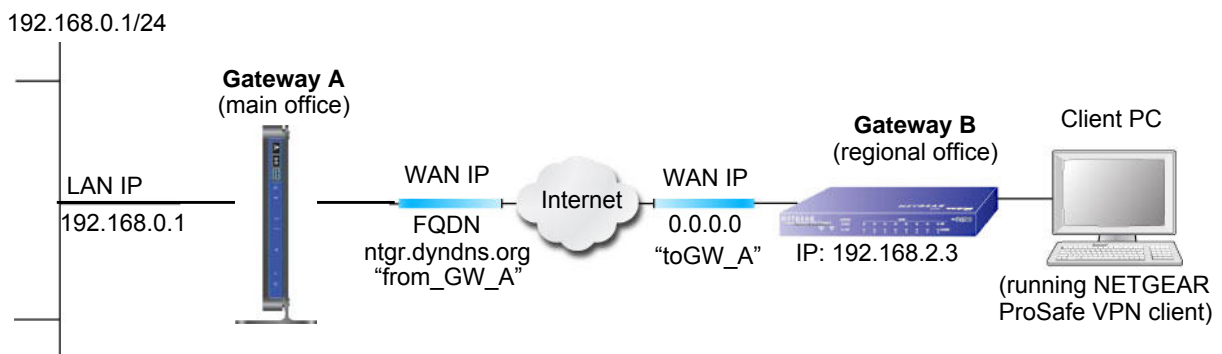 192.168.0.1/24
Gateway A
(main office)
LAN IP
192.168.0.1
WAN IP
FQDN
ntgr.dyndns.org
“from_GW_A”
Internet
WAN IP
0.0.0.0
“toGW_A”
Gateway B
(regional office)
NETGEAR
IP: 192.168.2.3
Client PC
(running NETGEAR
ProSafe VPN client)